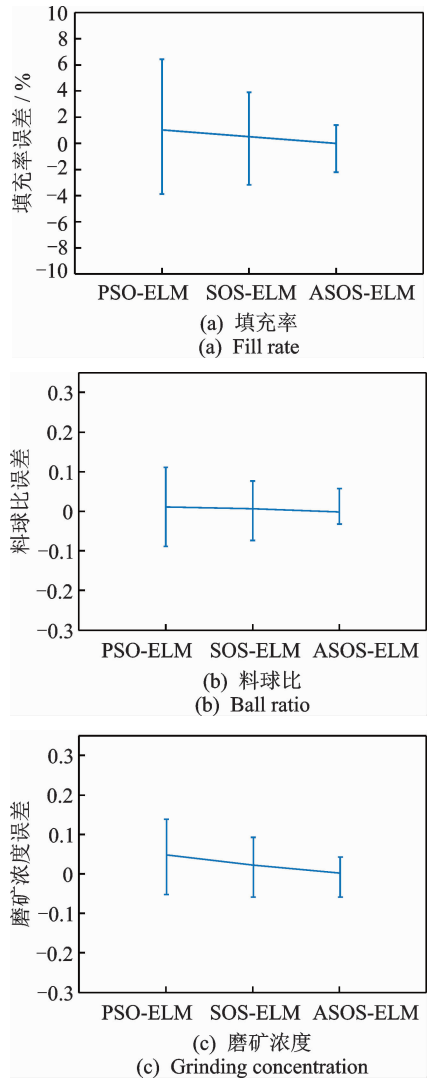 10
8
6
4
2
0
−2
−4
−6
−8
−10
填充率误差 / %
PSO-ELM SOS-ELM ASOS-ELM
(a) 填充率
(a) Fill rate
0.3
0.2
0.1
0
−0.1
−0.2
−0.3
料球比误差
PSO-ELM SOS-ELM ASOS-ELM
(b) 料球比
(b) Ball ratio
0.3
0.2
0.1
0
−0.1
−0.2
−0.3
磨矿浓度误差
PSO-ELM SOS-ELM ASOS-ELM
(c) 磨矿浓度
(c) Grinding concentration